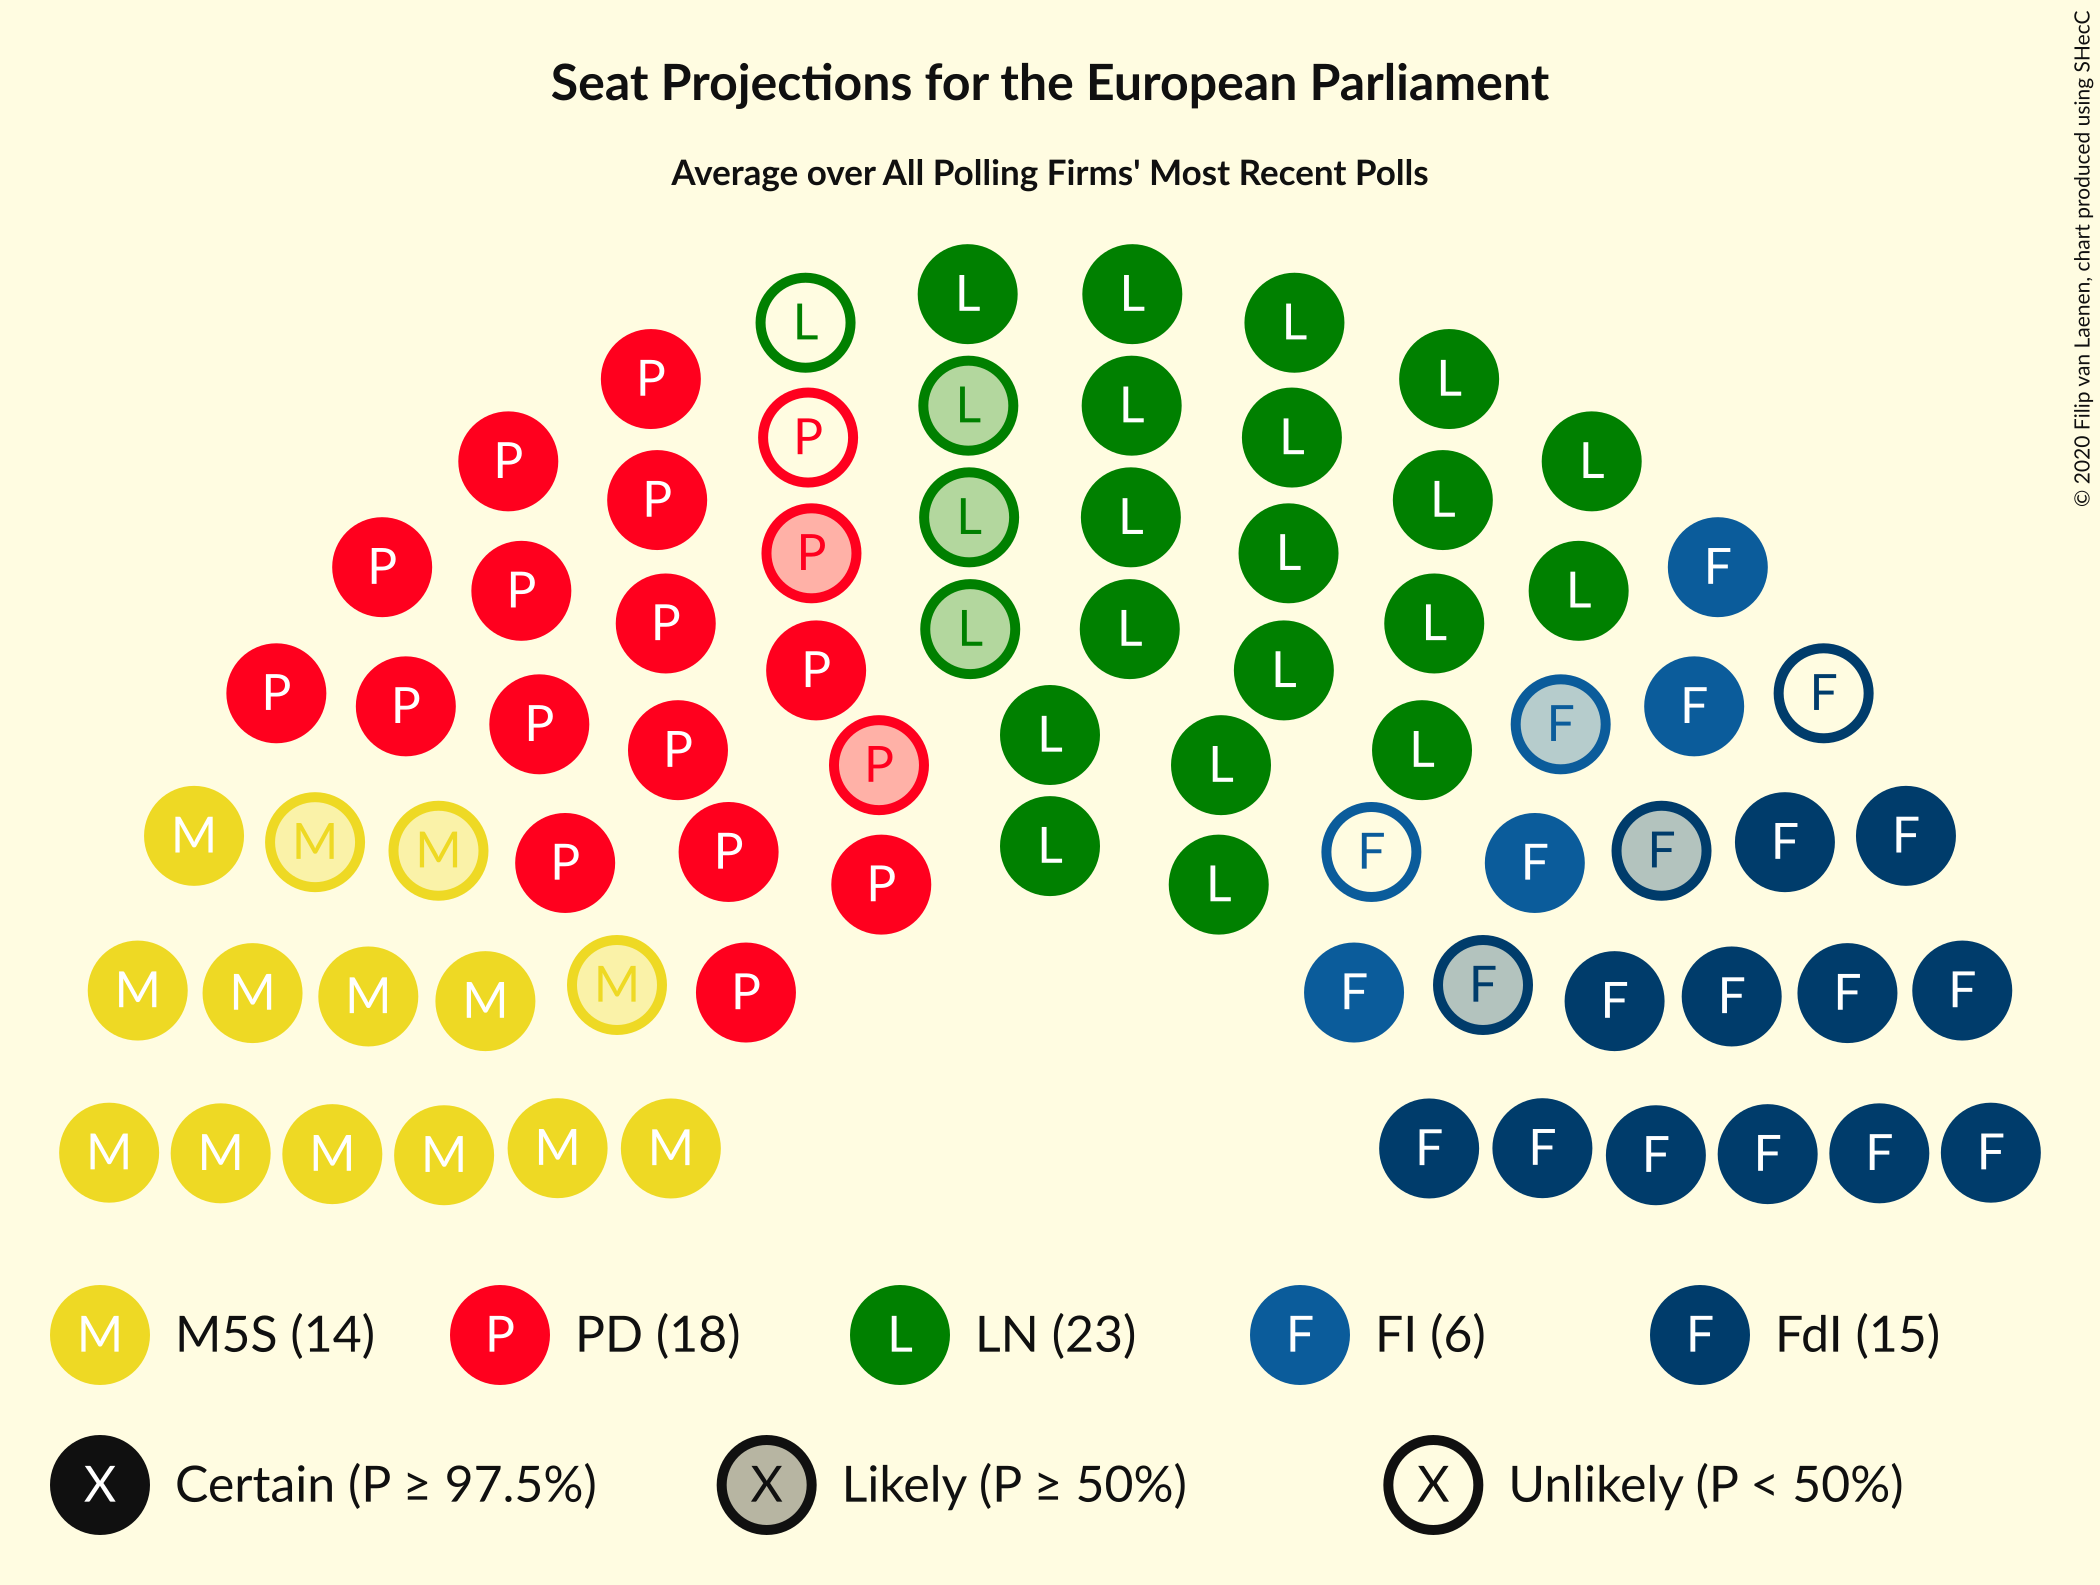 Seat Projections for the European Parliament
Average over All Polling Firms' Most Recent Polls
© 2020 Filip van Laenen, chart produced using SHecC
L L
L L
P L L L
P P L L
P L L
P P L L L F
P P L L L
P P L L F
P P P P L F F F
L
P L L
M M M P P L F F F F F
P L
M M M M M P F F F F F F
M M M M M M F F F F F F
M M5S (14) P PD (18) L LN (23) F FI (6) F FdI (15)
X Certain (P ≥ 97.5%) X Likely (P ≥ 50%) X Unlikely (P < 50%)